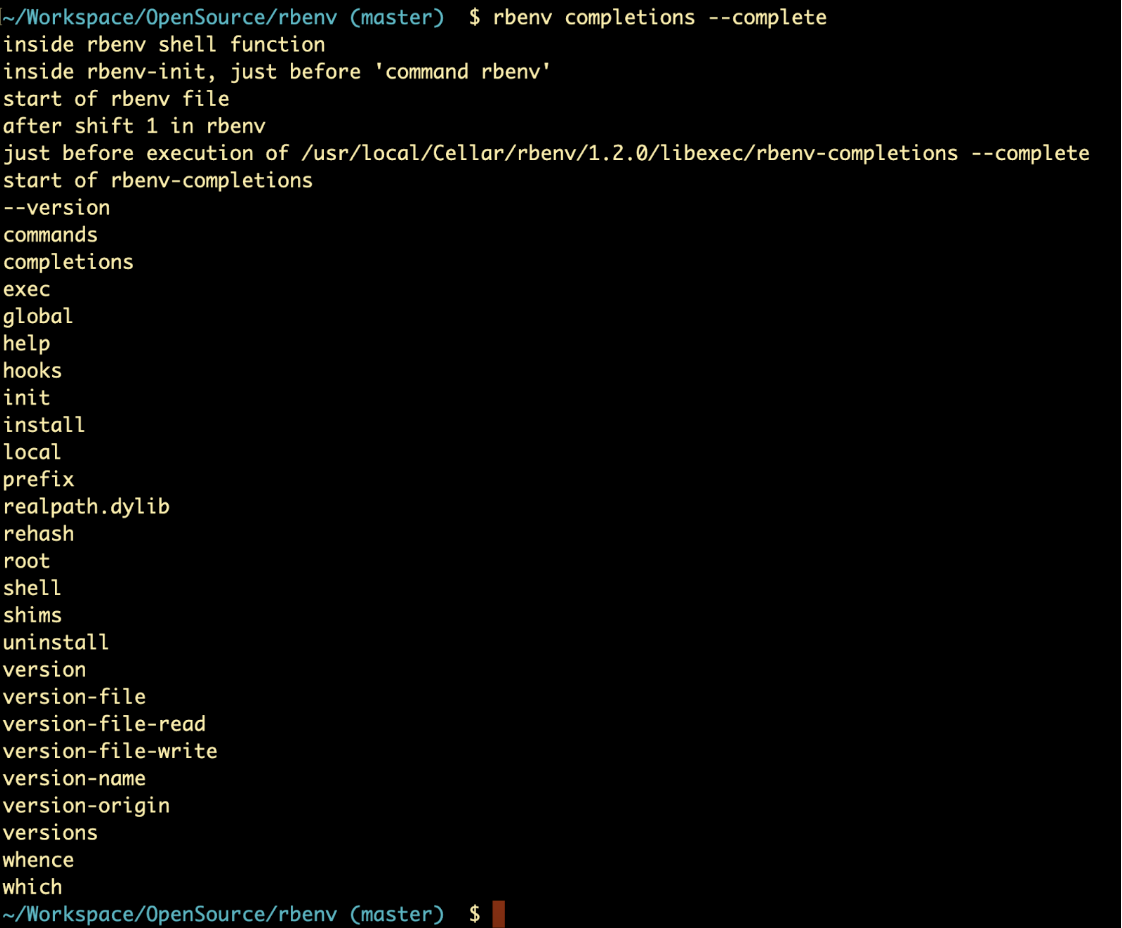 ~/Workspace/OpenSource/rbenv (master)  $ rbenv completions --complete
inside rbenv shell function
inside rbenv-init, just before 'command rbenv'
start of rbenv file
after shift 1 in rbenv
just before execution of /usr/local/Cellar/rbenv/1.2.0/libexec/rbenv-completions --complete
start of rbenv-completions
--version
commands
completions
exec
global
help
hooks
init
install
local
prefix
realpath.dylib
rehash
root
shell
shims
uninstall
version
version-file
version-file-read
version-file-write
version-name
version-origin
versions
whence
which
~/Workspace/OpenSource/rbenv (master)  $